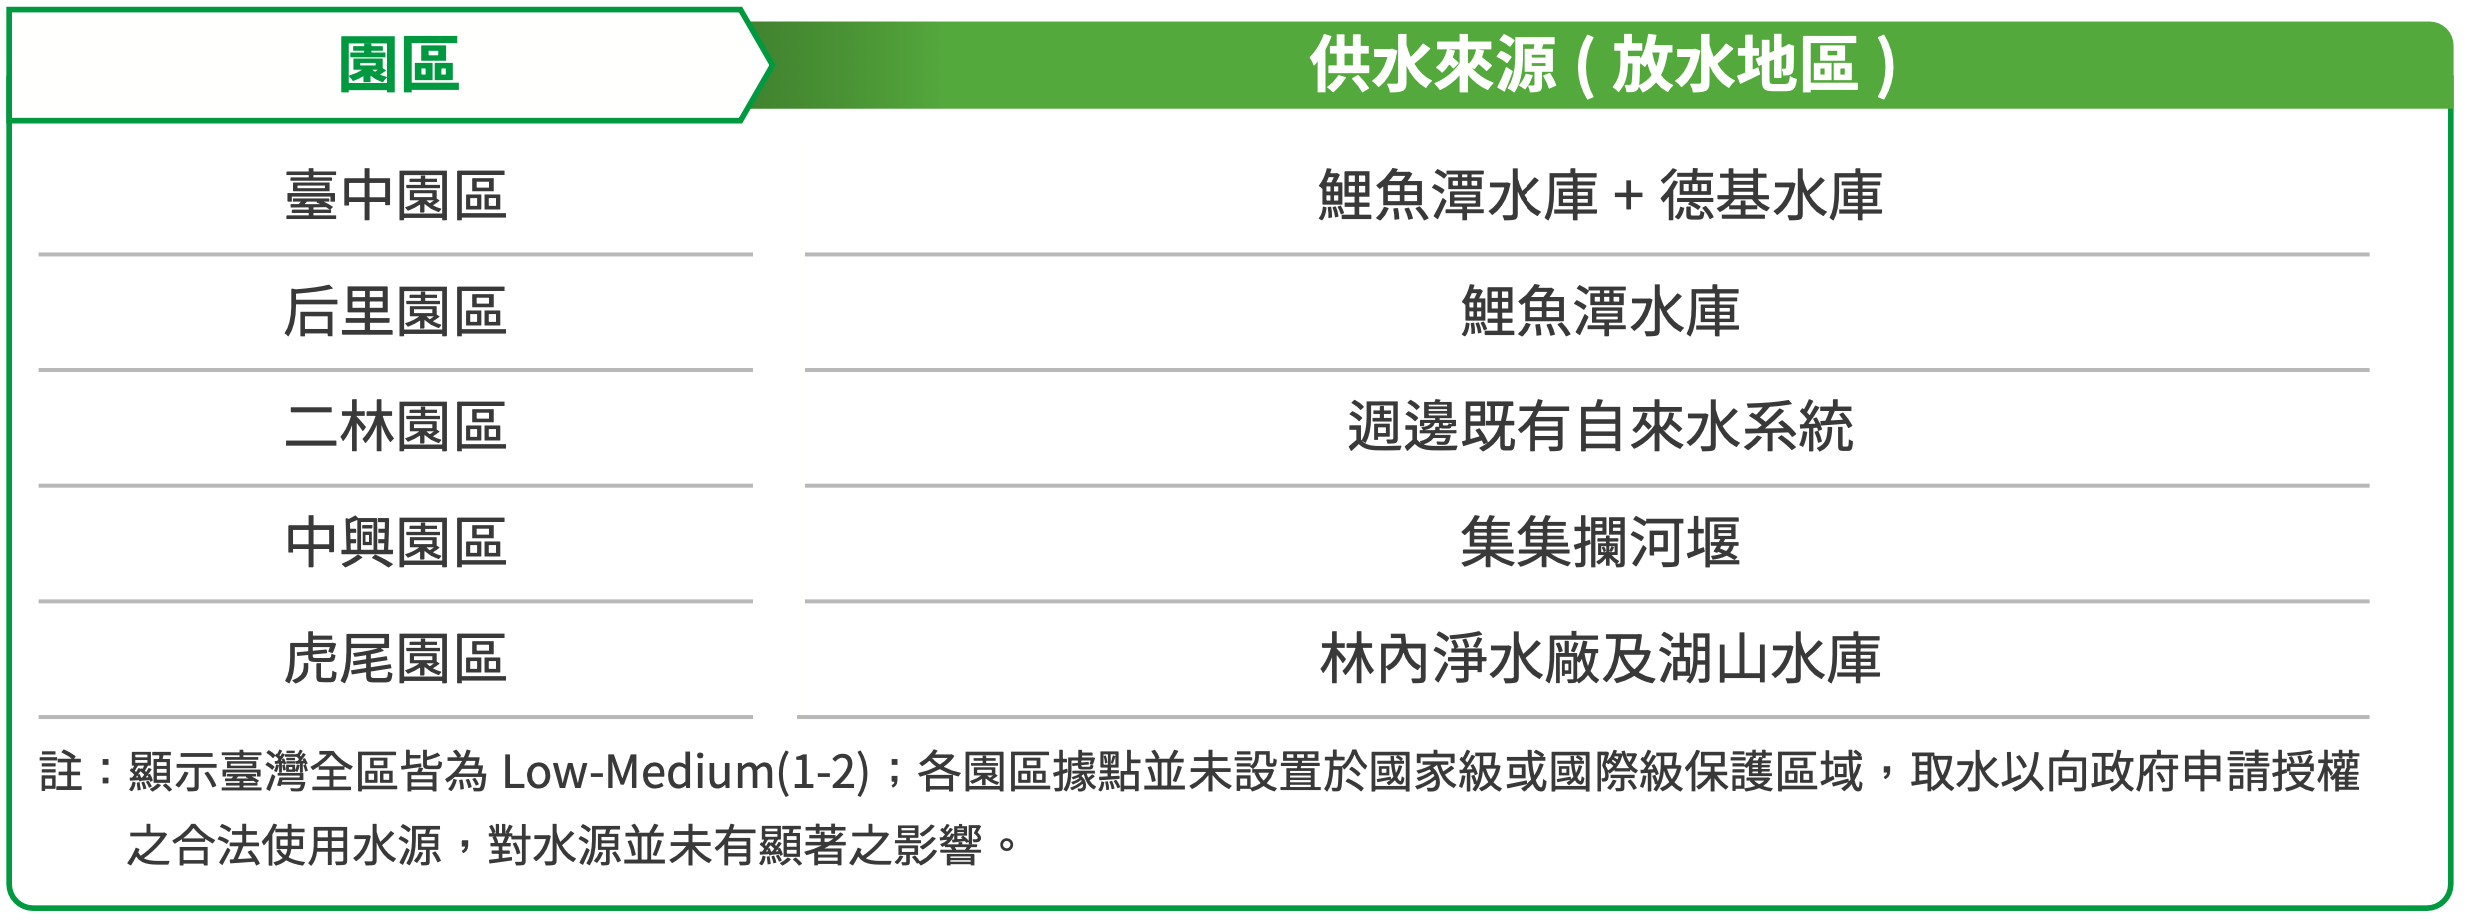 園區 供水來源 ( 放水地區 )
臺中園區 鯉魚潭水庫 + 德基水庫
后里園區 鯉魚潭水庫
二林園區 週邊既有自來水系統
中興園區 集集攔河堰
虎尾園區 林內淨水廠及湖山水庫
註：顯示臺灣全區皆為 Low-Medium(1-2)；各園區據點並未設置於國家級或國際級保護區域，取水以向政府申請授權
之合法使用水源，對水源並未有顯著之影響。